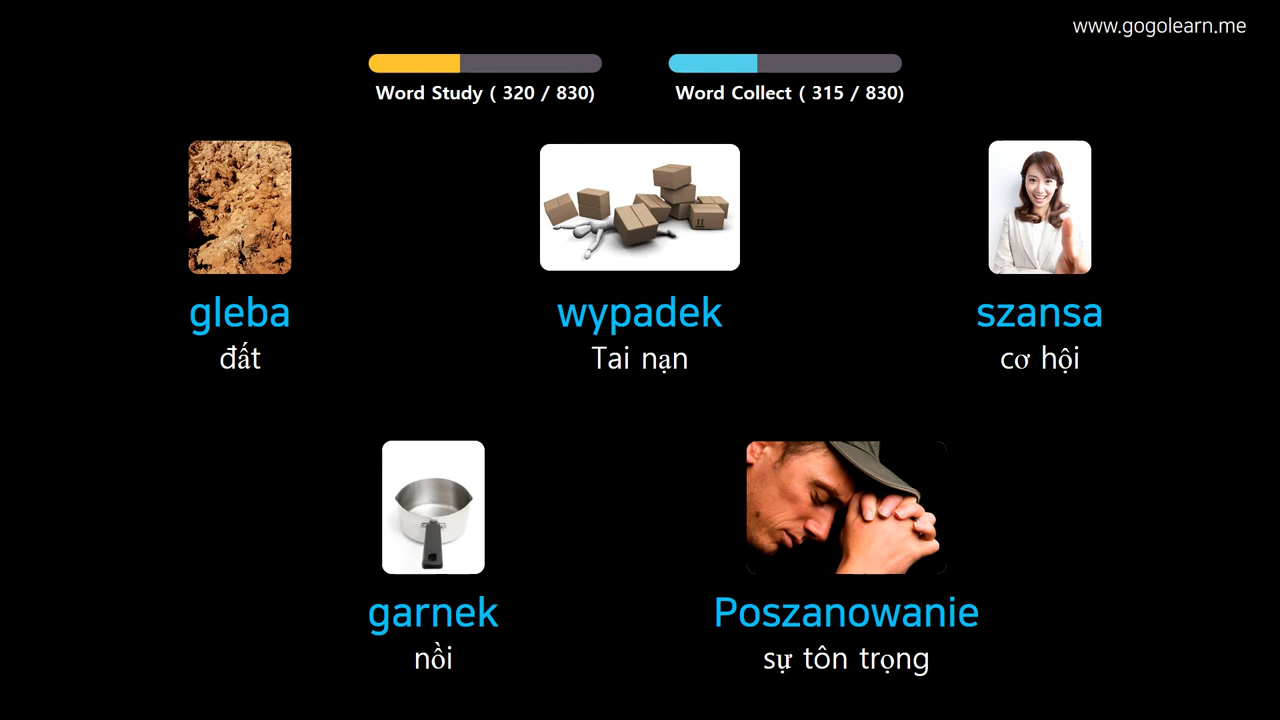 www.gogolearn.me
Word Study ( 320 / 830)
Word Collect ( 315 / 830)
gleba
đất
wypadek
Tai nạn
szansa
cơ hội
garnek
nồi
Poszanowanie
sự tôn trọng